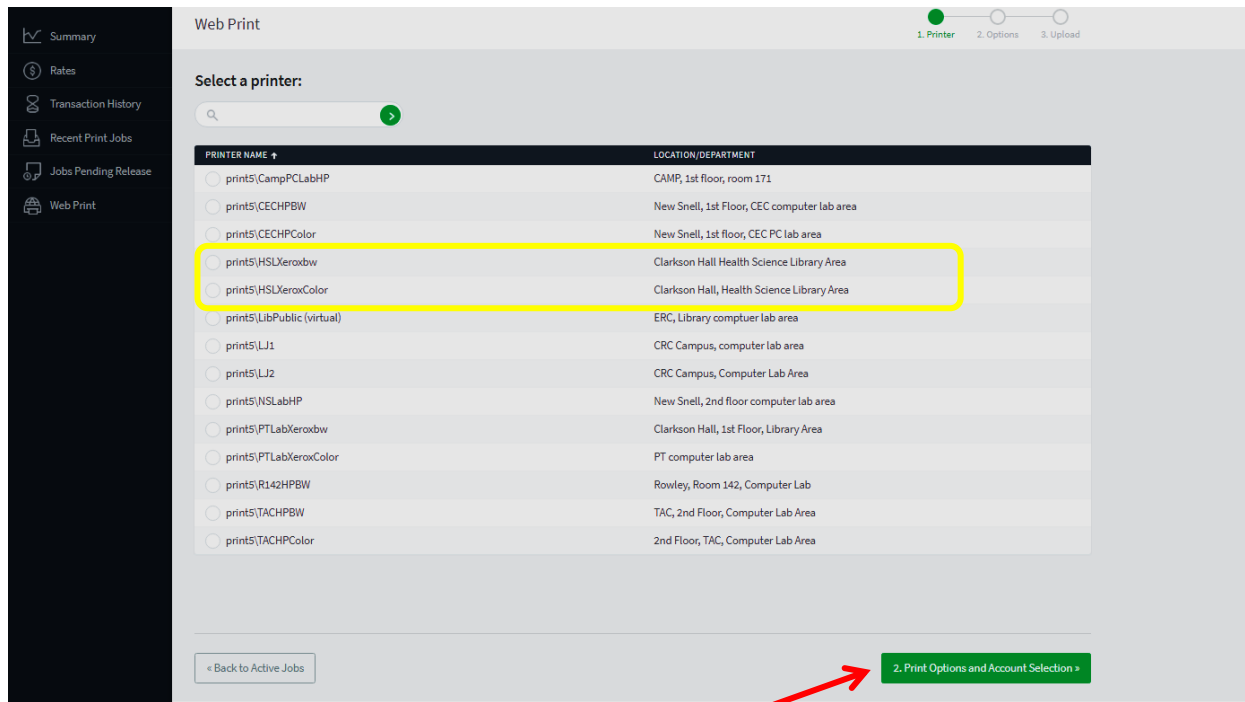 Summary
Rates
Transaction History
Recent Print Jobs
Jobs Pending Release
Web Print
Web Print
1. Printer 2. Options 3. Upload
Select a printer:
PRINTER NAME LOCATION/DEPARTMENT
print5\CampPCLabHP CAMP, 1st floor, room 171
print5\CECHPBW New Snell, 1st Floor, CEC computer lab area
print5\CECHPColor New Snell, 1st floor, CEC PC lab area
print5\HSLXeroxbw Clarkson Hall Health Science Library Area
print5\HSLXeroxColor Clarkson Hall, Health Science Library Area
print5\LibPublic (virtual) ERC, Library comptuer lab area
print5\LJ1 CRC Campus, computer lab area
print5\LJ2 CRC Campus, Computer Lab Area
print5\NSLabHP New Snell, 2nd floor computer lab area
print5\PTLabXeroxbw Clarkson Hall, 1st Floor, Library Area
print5\PTLabXeroxColor PT computer lab area
print5\R142HPBW Rowley, Room 142, Computer Lab
print5\TACHPBW TAC, 2nd Floor, Computer Lab Area
print5\TACHPColor 2nd Floor, TAC, Computer Lab Area
« Back to Active Jobs 2. Print Options and Account Selection »